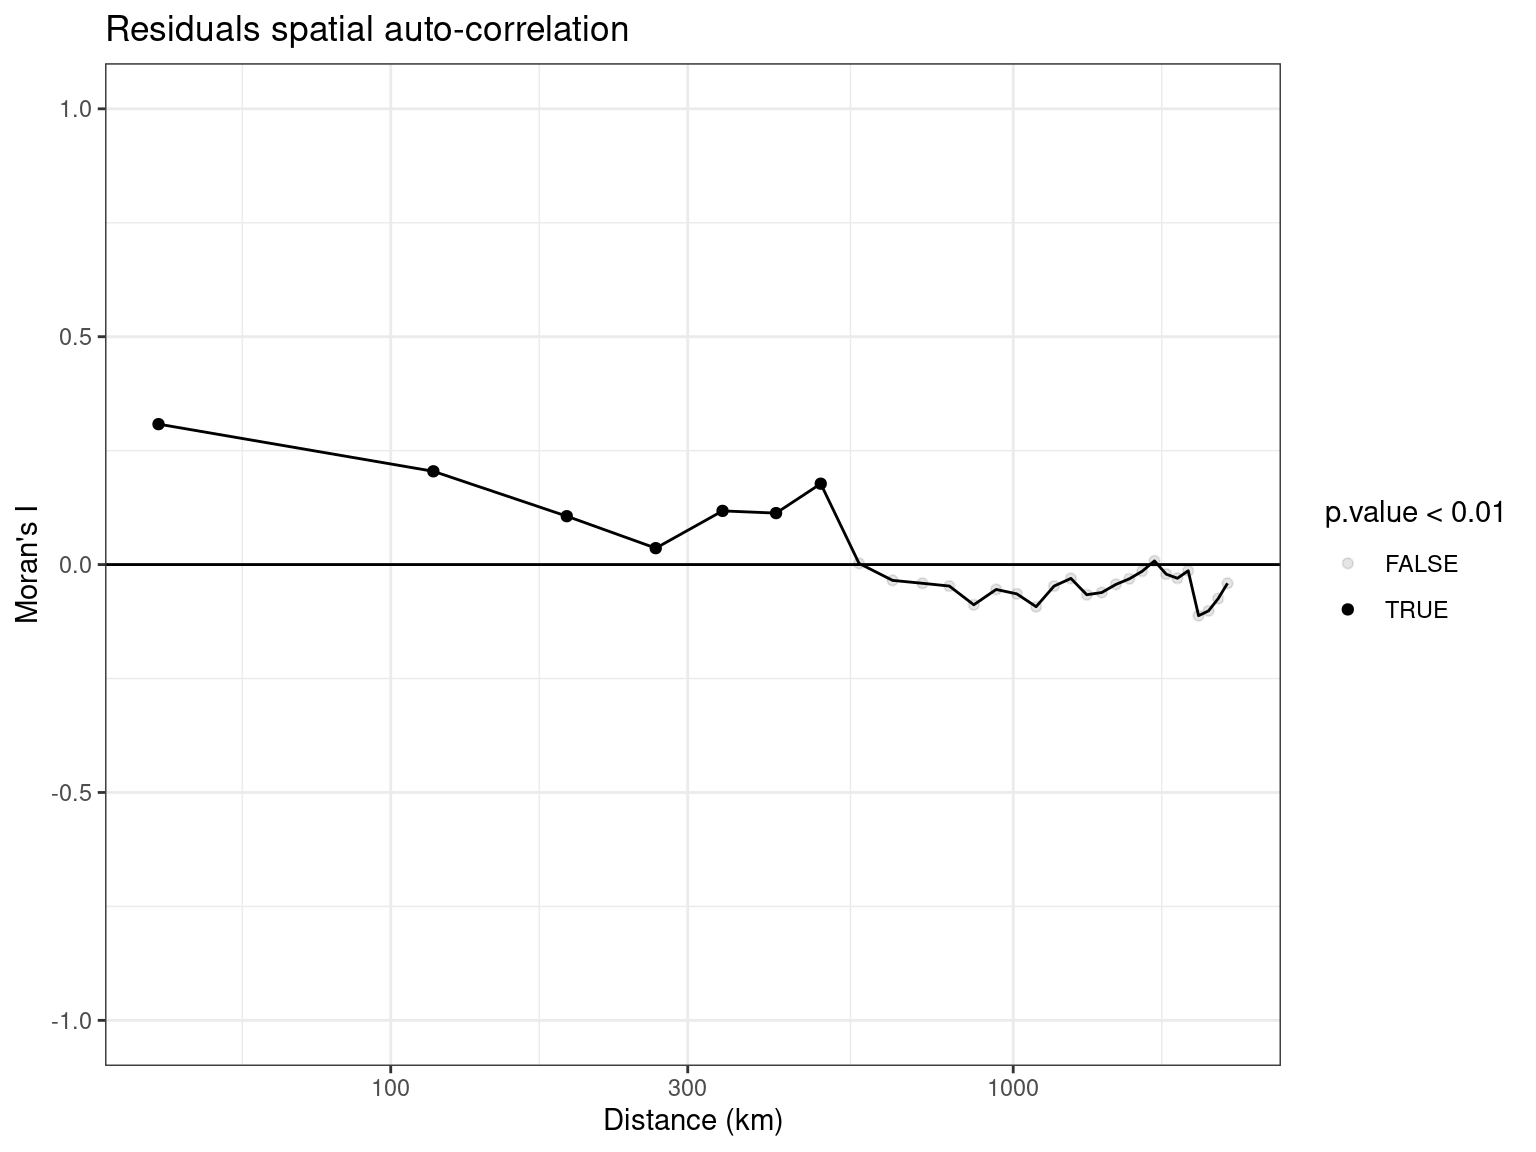 Residuals spatial auto-correlation
1.0
0.5
0.0
-0.5
-1.0
Moran's I
100
300
1000
Distance (km)
p.value < 0.01
FALSE
TRUE